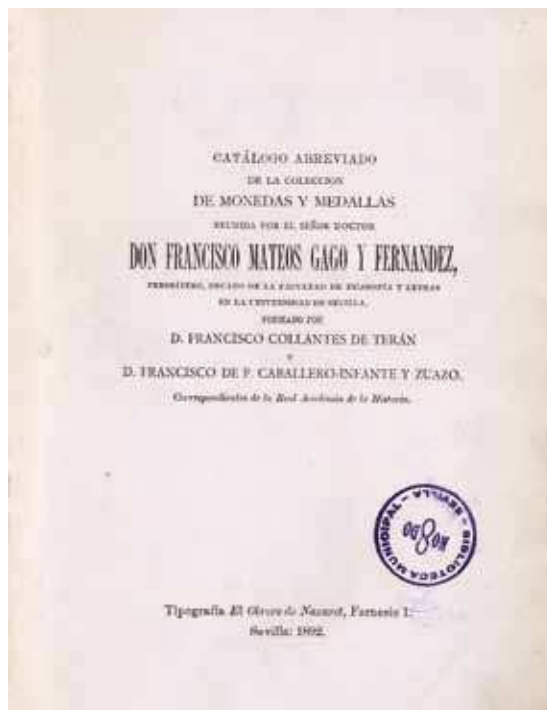 CATÁLOGO ABREVIADO
DE LA COLECCION
DE MONEDAS Y MEDALLAS
REUNIDA POR EL SEÑOR DOCTOR
DON FRANCISCO MATEOS GAGO Y FERNANDEZ,
PRESBÍTERO, DECANO DE LA FACULTAD DE FILOSOFÍA Y LETRAS
EN LA UNIVERSIDAD DE SEVILLA,
FORMADO POR
D. FRANCISCO COLLANTES DE TERÁN
Y
D. FRANCISCO DE P. CABALLERO-INFANTE Y ZUAZO,
Correspondientes de la Real Academia de la Historia.
BIBLIOTECA MUNICIPAL - SEVILLA -
NO8DO
Tipografía El Obrero de Nazaret, Farnesio 1.
Sevilla: 1892.